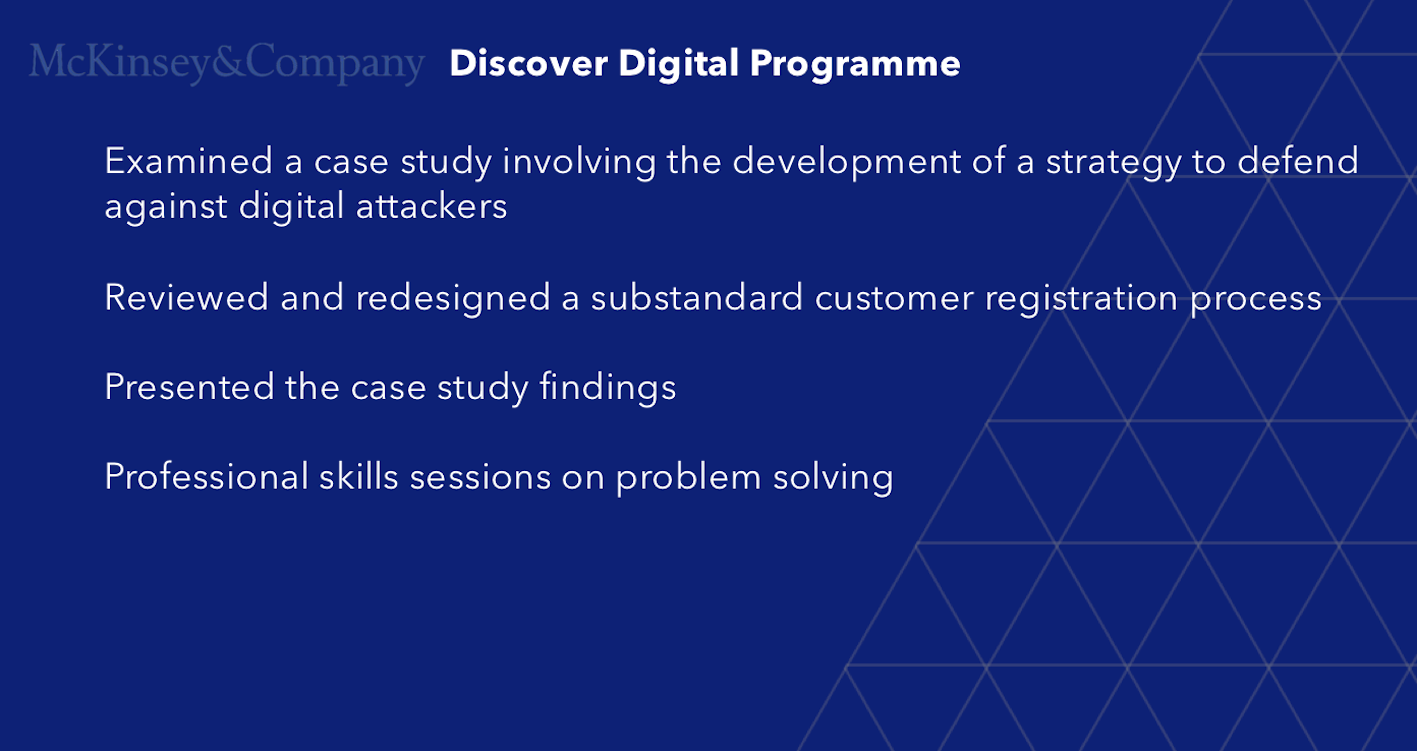 McKinsey&Company Discover Digital Programme
Examined a case study involving the development of a strategy to defend
against digital attackers
Reviewed and redesigned a substandard customer registration process
Presented the case study findings
Professional skills sessions on problem solving